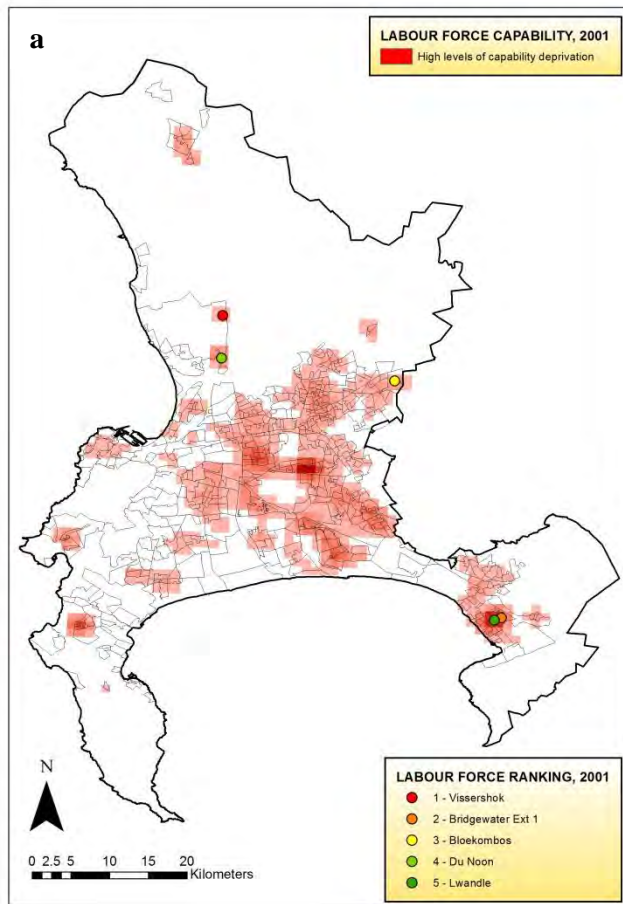 a
LABOUR FORCE CAPABILITY, 2001
High levels of capability deprivation
N
0 2.5 5 10 15 20
Kilometers
LABOUR FORCE RANKING, 2001
1 - Vissershok
2 - Bridgewater Ext 1
3 - Bloekombos
4 - Du Noon
5 - Lwandle